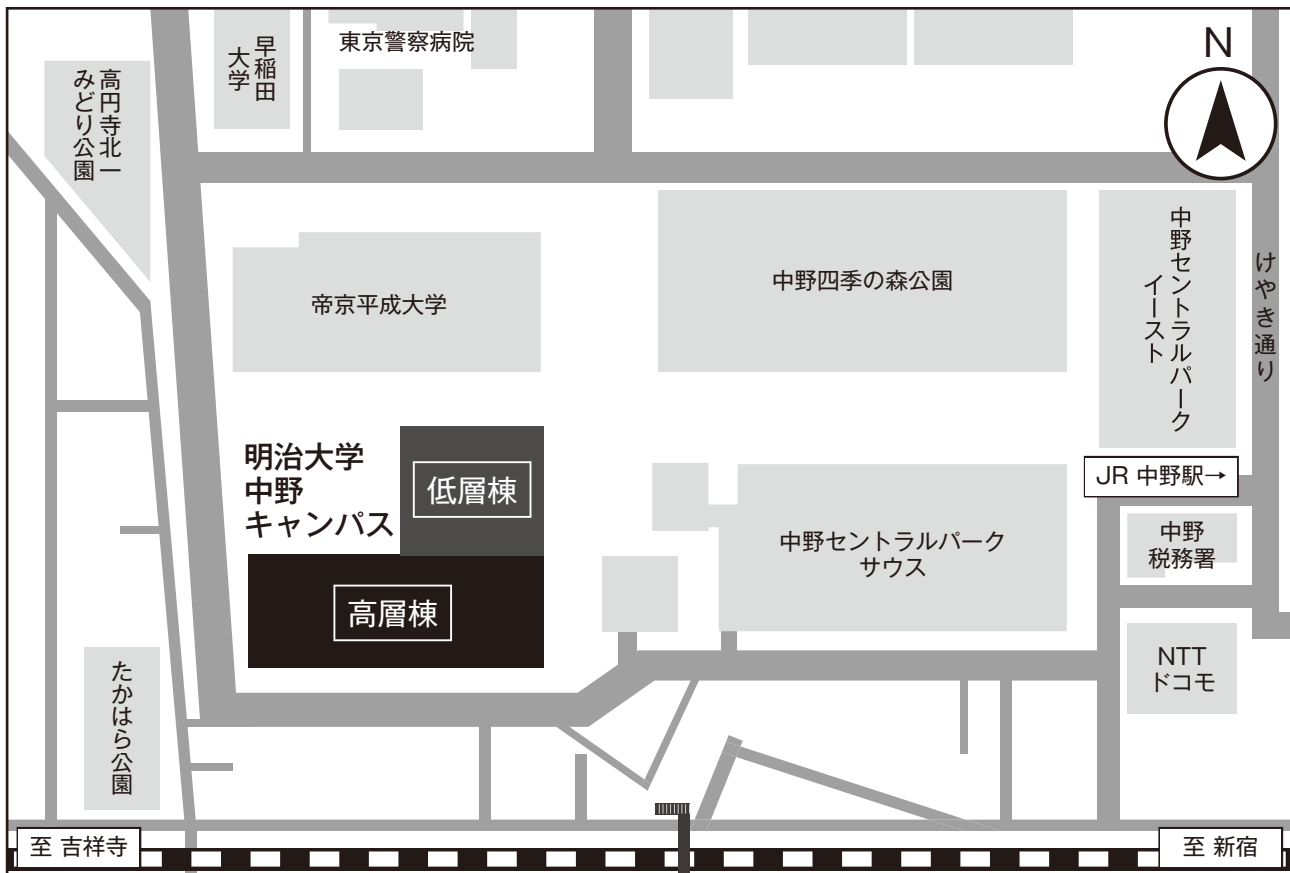 早稲田
大学
東京警察病院
N
高円寺北一
みどり公園
中野セントラルパーク
イースト
けやき通り
中野四季の森公園
帝京平成大学
明治大学
中野
キャンパス
低層棟
高層棟
JR 中野駅→
中野セントラルパーク
サウス
中野
税務署
NTT
ドコモ
たかはら公園
至 吉祥寺
至 新宿